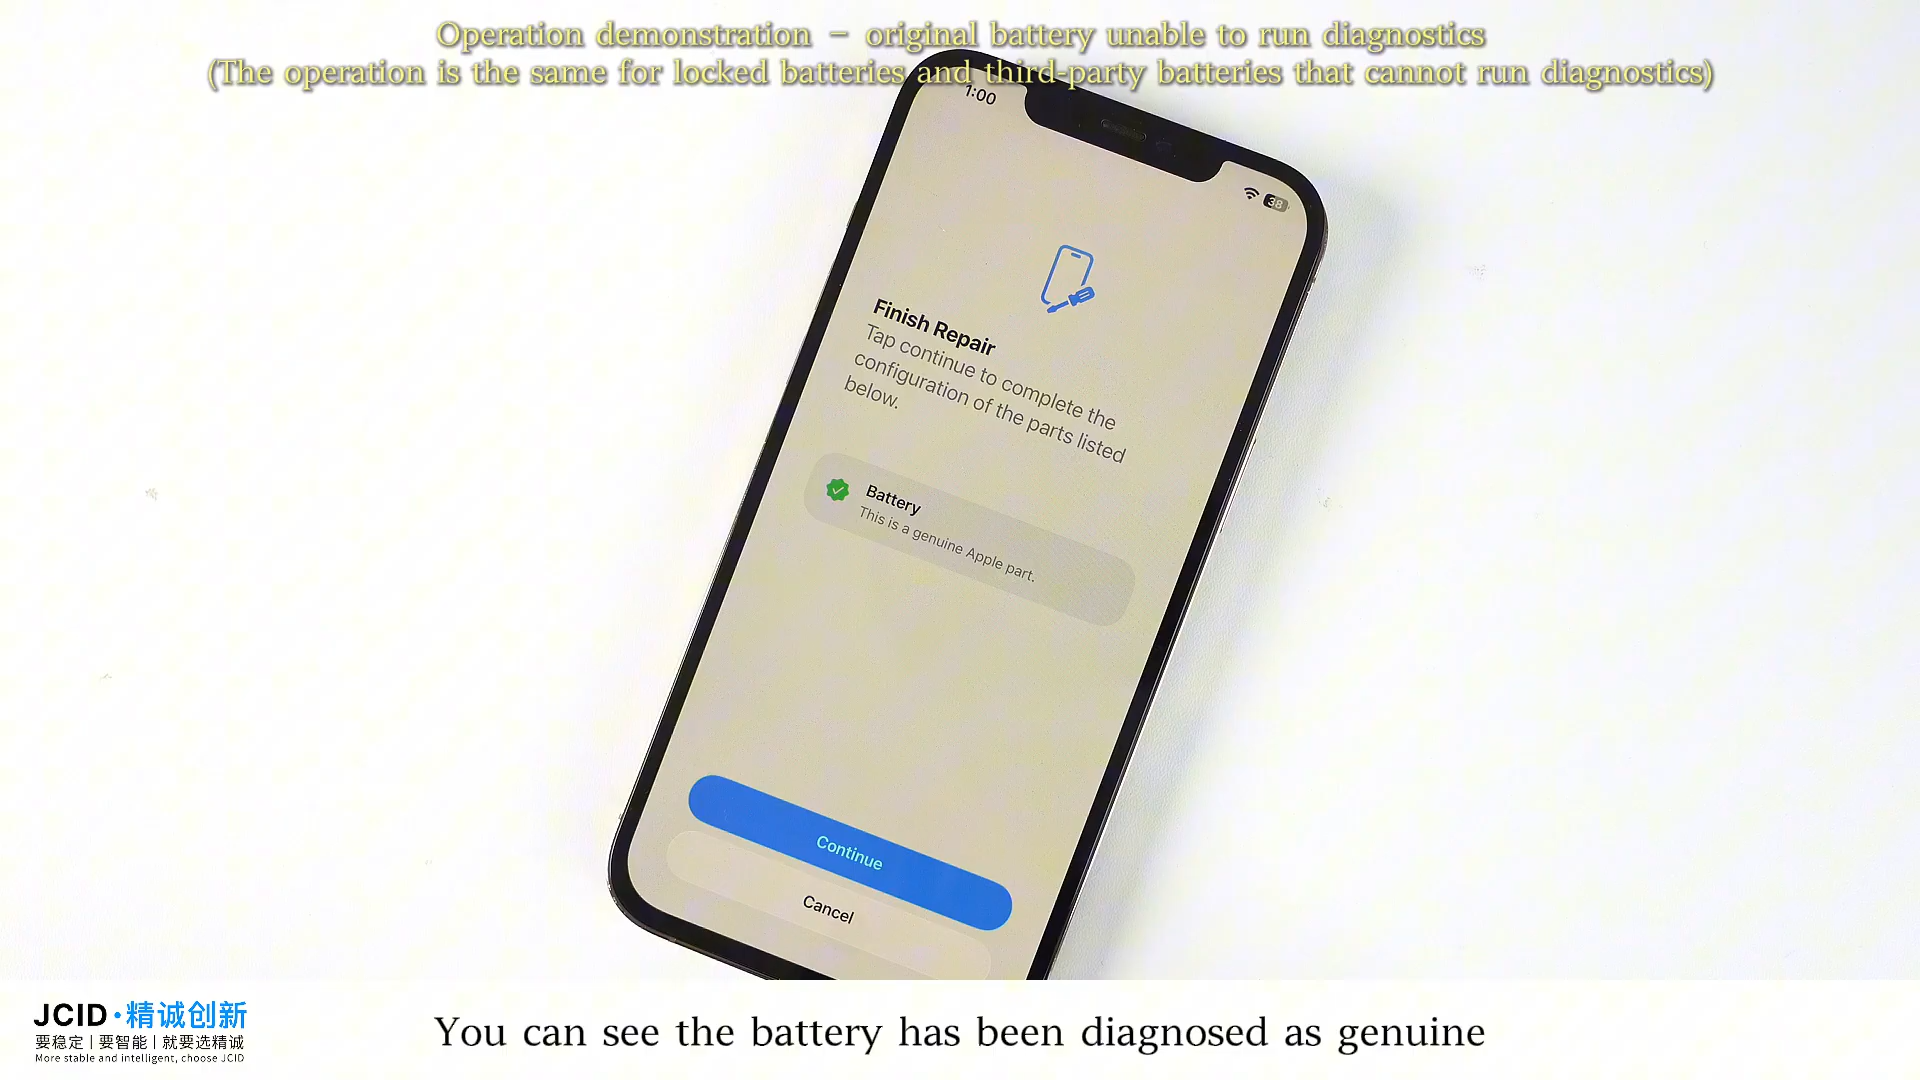 Operation demonstration – original battery unable to run diagnostics
(The operation is the same for locked batteries and third-party batteries that cannot run diagnostics)
1:00
38
Finish Repair
Tap continue to complete the
configuration of the parts listed
below.
Battery
This is a genuine Apple part.
Continue
Cancel
JCID·精诚创新
要稳定|要智能|就要选精诚
More stable and intelligent, choose JCID
You can see the battery has been diagnosed as genuine